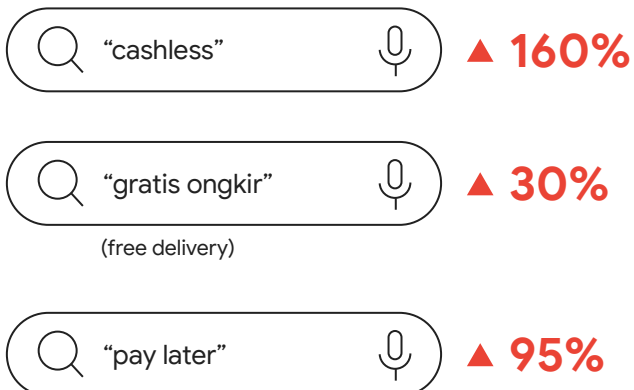 “cashless” ▲ 160%
“gratis ongkir” ▲ 30%
(free delivery)
“pay later” ▲ 95%